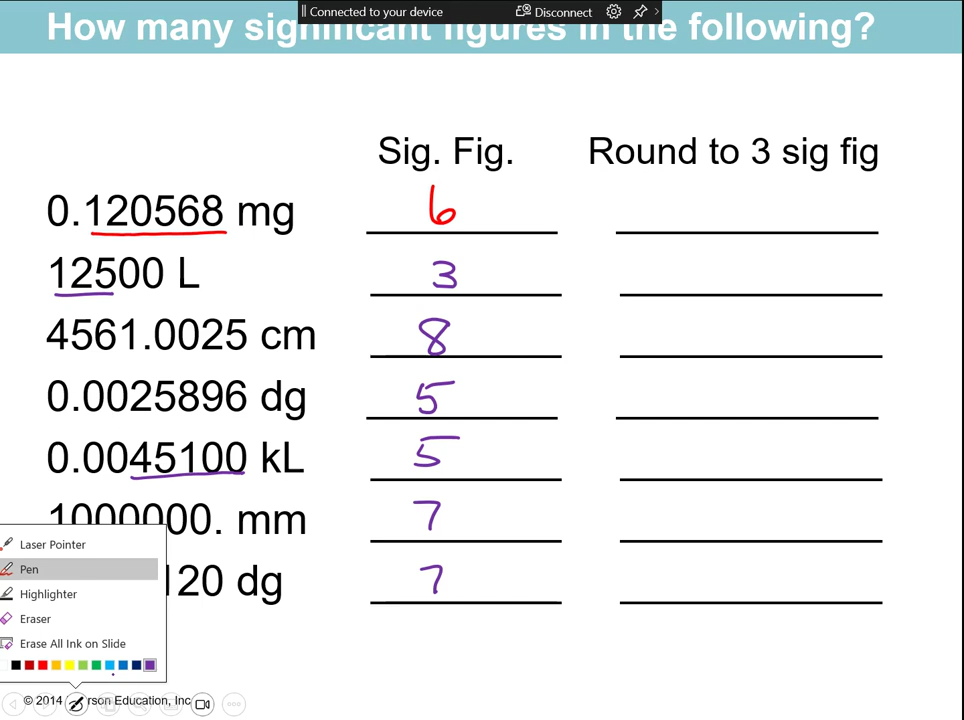 Connected to your device Disconnect
How many significant figures in the following?
Sig. Fig. Round to 3 sig fig
0.120568 mg 6
12500 L 3
4561.0025 cm 8
0.0025896 dg 5
0.0045100 kL 5
1000000. mm 7
120 dg 7
Laser Pointer
Pen
Highlighter
Eraser
Erase All Ink on Slide
© 2014 rson Education, Inc